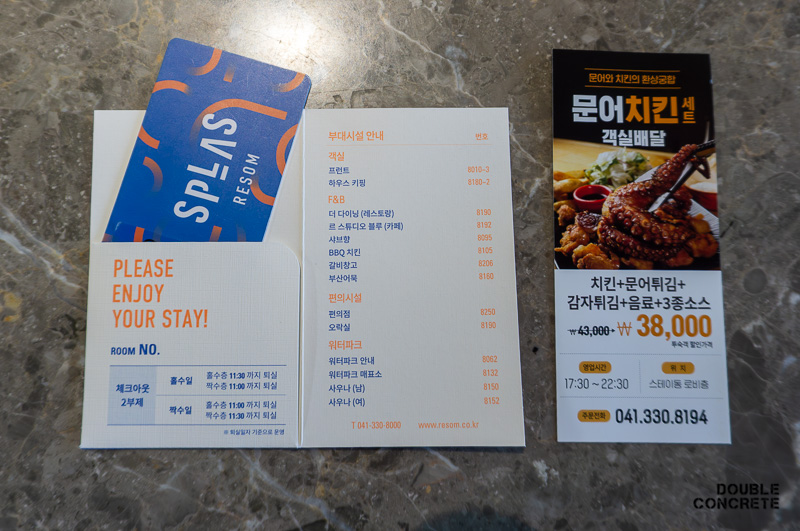 SPLAS
RESOM
PLEASE
ENJOY
YOUR STAY!
ROOM NO.
체크아웃
2부제
홀수일
홀수층 11:30 까지 퇴실
짝수층 11:00 까지 퇴실
짝수일
홀수층 11:00 까지 퇴실
짝수층 11:30 까지 퇴실
※ 퇴실일자 기준으로 운영
부대시설 안내 번호
객실
프런트 8010~3
하우스 키핑 8180~2
F&B
더 다이닝 (레스토랑) 8190
르 스튜디오 블루 (카페) 8192
샤브향 6095
BBQ 치킨 8105
갈비창고 8206
부산어묵 8160
편의시설
편의점 8250
오락실 8190
워터파크
워터파크 안내 8062
워터파크 매표소 8132
사우나 (남) 8150
사우나 (여) 8152
T 041-330-8000 www.resom.co.kr
문어와 치킨의 환상궁합
문어치킨세트
객실배달
치킨+문어튀김+
감자튀김+음료+3종소스
₩ 43,000 ₩ 38,000
투숙객 할인가격
영업시간 위 치
17:30 ~ 22:30 스테이동 로비층
주문전화 041.330.8194
DOUBLE
CONCRETE